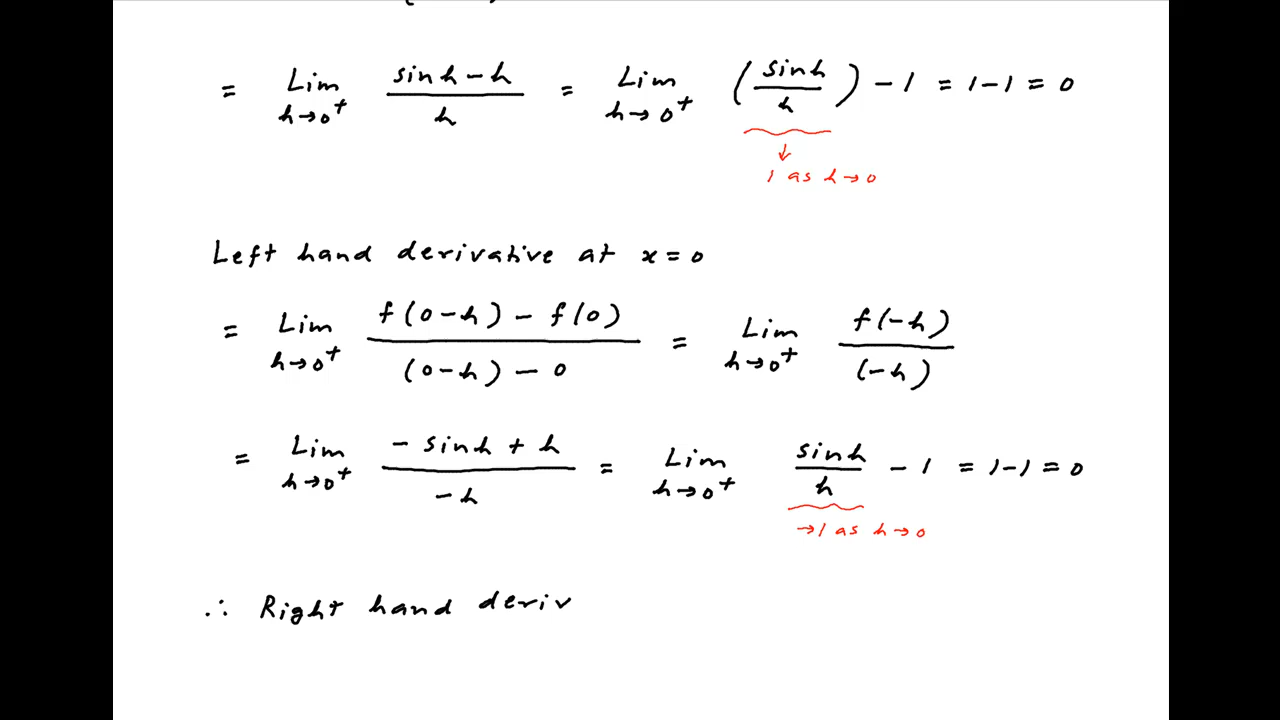 = Lim h→0⁺ (sinh − h)/h = Lim h→0⁺ (sinh/h) − 1 = 1 − 1 = 0
1 as h→0
Left hand derivative at x = 0
= Lim h→0⁺ (f(0−h) − f(0))/((0−h) − 0) = Lim h→0⁺ f(−h)/(−h)
= Lim h→0⁺ (− sinh + h)/(−h) = Lim h→0⁺ sinh/h − 1 = 1−1 = 0
→1 as h→0
∴ Right hand deriv